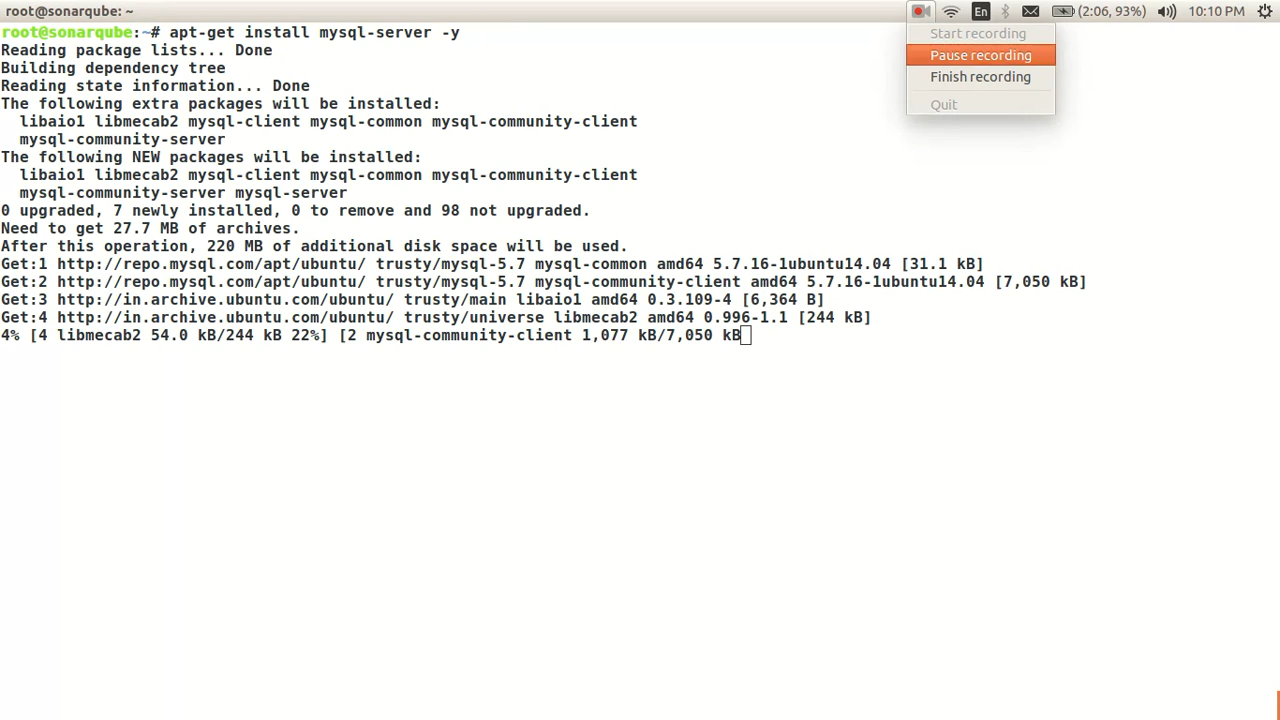 root@sonarqube: ~
En
(2:06, 93%)
10:10 PM
Start recording
Pause recording
Finish recording
Quit
root@sonarqube:~# apt-get install mysql-server -y
Reading package lists... Done
Building dependency tree
Reading state information... Done
The following extra packages will be installed:
  libaio1 libmecab2 mysql-client mysql-common mysql-community-client
  mysql-community-server
The following NEW packages will be installed:
  libaio1 libmecab2 mysql-client mysql-common mysql-community-client
  mysql-community-server mysql-server
0 upgraded, 7 newly installed, 0 to remove and 98 not upgraded.
Need to get 27.7 MB of archives.
After this operation, 220 MB of additional disk space will be used.
Get:1 http://repo.mysql.com/apt/ubuntu/ trusty/mysql-5.7 mysql-common amd64 5.7.16-1ubuntu14.04 [31.1 kB]
Get:2 http://repo.mysql.com/apt/ubuntu/ trusty/mysql-5.7 mysql-community-client amd64 5.7.16-1ubuntu14.04 [7,050 kB]
Get:3 http://in.archive.ubuntu.com/ubuntu/ trusty/main libaio1 amd64 0.3.109-4 [6,364 B]
Get:4 http://in.archive.ubuntu.com/ubuntu/ trusty/universe libmecab2 amd64 0.996-1.1 [244 kB]
4% [4 libmecab2 54.0 kB/244 kB 22%] [2 mysql-community-client 1,077 kB/7,050 kB